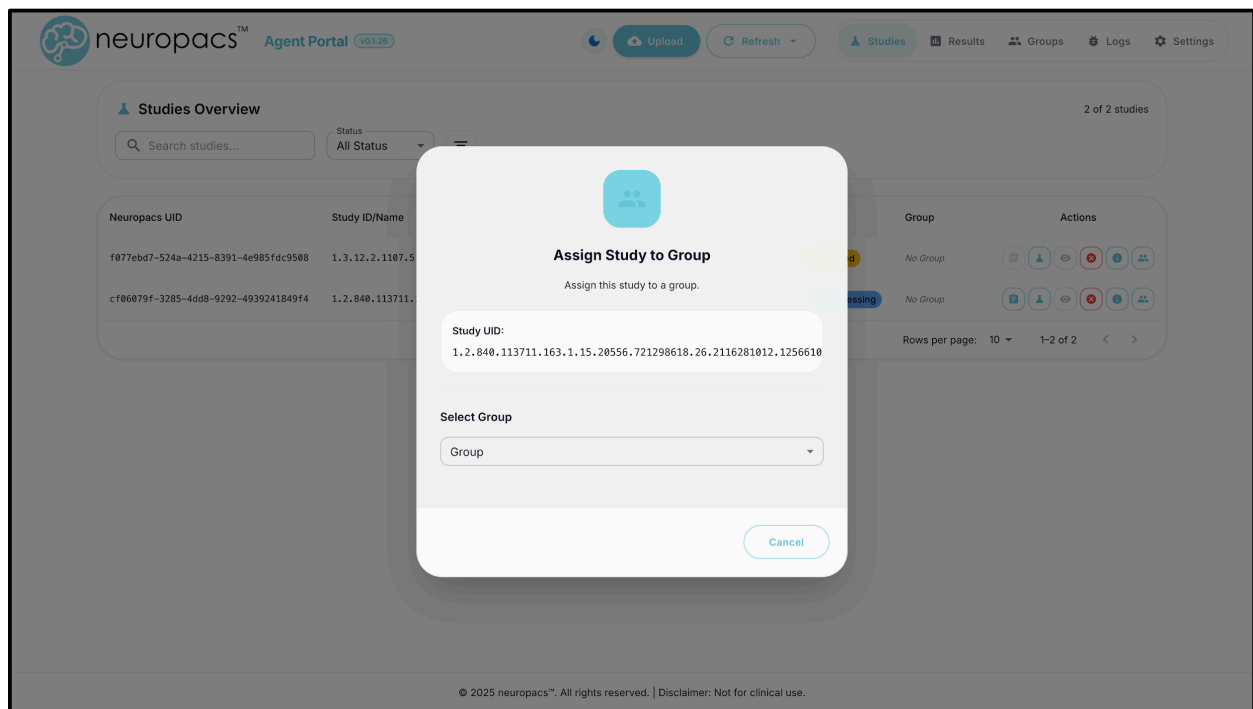 neuropacs™ Agent Portal v0.1.26 Upload Refresh Studies Results Groups Logs Settings
Studies Overview 2 of 2 studies
Status
Search studies... All Status
Neuropacs UID Study ID/Name Group Actions
f077ebd7-524a-4215-8391-4e985fdc9508 1.3.12.2.1107.5 d No Group
cf06079f-3285-4dd8-9292-4939241849f4 1.2.840.113711. essing No Group
Rows per page: 10 1–2 of 2
Assign Study to Group
Assign this study to a group.
Study UID:
1.2.840.113711.163.1.15.20556.721298618.26.2116281012.1256610
Select Group
Group
Cancel
© 2025 neuropacs™. All rights reserved. | Disclaimer: Not for clinical use.